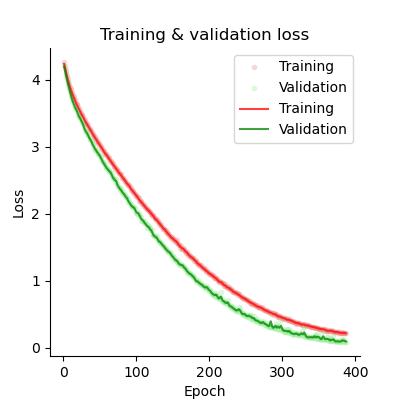 Training & validation loss
Training
Validation
Training
Validation
4
3
2
1
0
Loss
0 100 200 300 400
Epoch